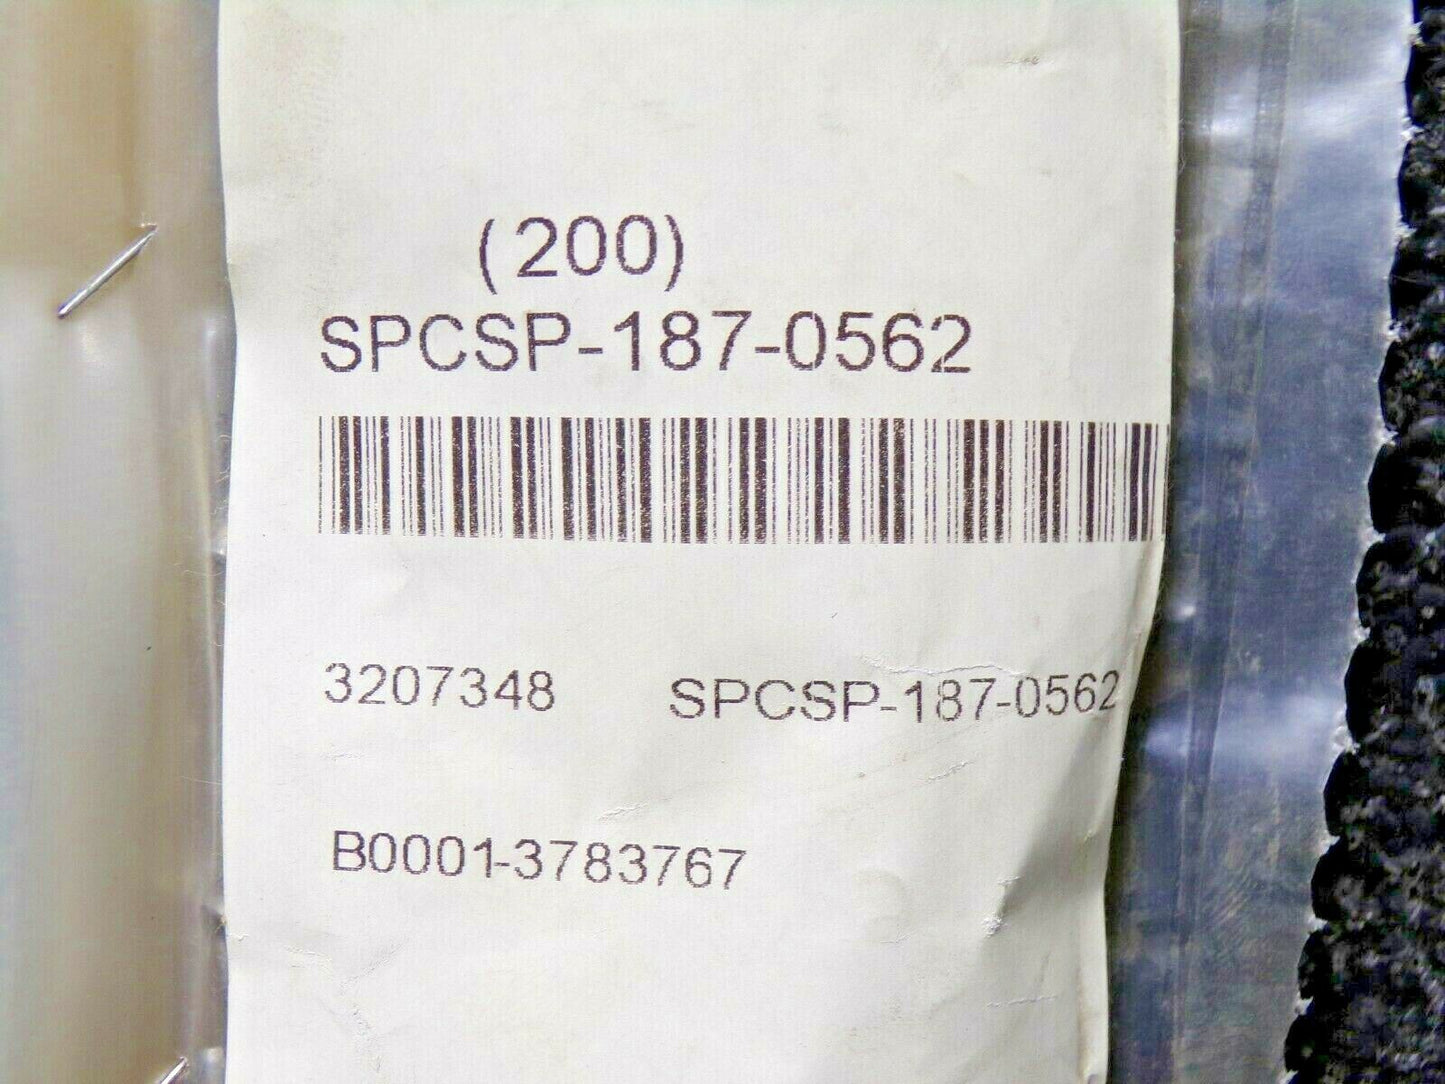 (200)
SPCSP-187-0562
3207348 SPCSP-187-0562
B0001-3783767